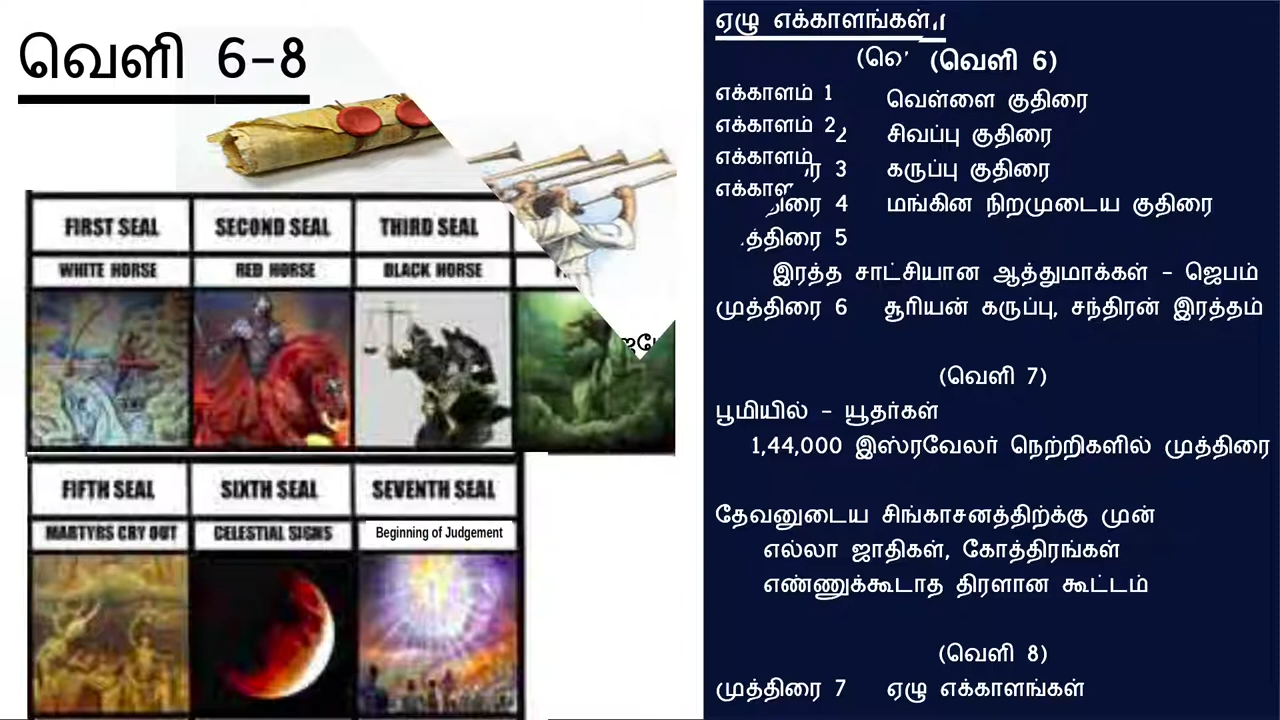 வெளி 6-8
FIRST SEAL
SECOND SEAL
THIRD SEAL
WHITE HORSE
RED HORSE
BLACK HORSE
FIFTH SEAL
SIXTH SEAL
SEVENTH SEAL
MARTYRS CRY OUT
CELESTIAL SIGNS
Beginning of Judgement
ஏழு எக்காளங்கள்
(வெளி 6)
எக்காளம் 1
வெள்ளை குதிரை
எக்காளம் 2
சிவப்பு குதிரை
எக்காளம்
3 கருப்பு குதிரை
4 மங்கின நிறமுடைய குதிரை
5
இரத்த சாட்சியான ஆத்துமாக்கள் - ஜெபம்
முத்திரை 6 சூரியன் கருப்பு, சந்திரன் இரத்தம்
(வெளி 7)
பூமியில் - யூதர்கள்
1,44,000 இஸ்ரவேலர் நெற்றிகளில் முத்திரை
தேவனுடைய சிங்காசனத்திற்க்கு முன்
எல்லா ஜாதிகள், கோத்திரங்கள்
எண்ணுக்கூடாத திரளான கூட்டம்
(வெளி 8)
முத்திரை 7 ஏழு எக்காளங்கள்